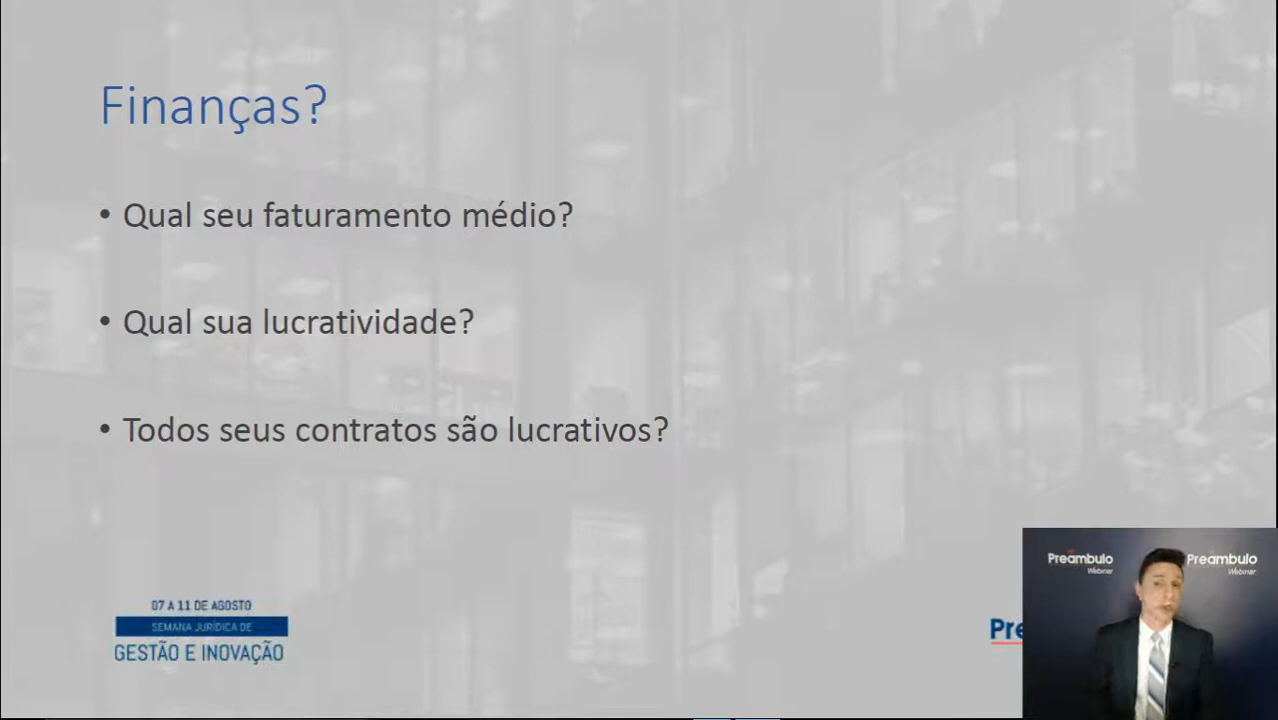 Finanças?
• Qual seu faturamento médio?
• Qual sua lucratividade?
• Todos seus contratos são lucrativos?
07 A 11 DE AGOSTO
SEMANA JURÍDICA DE
GESTÃO E INOVAÇÃO
Pre
Preambulo
Webinar
Preambulo
Webinar